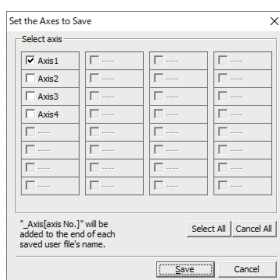 Set the Axes to Save
Select axis
Axis1 ---- ---- ----
Axis2 ---- ---- ----
Axis3 ---- ---- ----
Axis4 ---- ---- ----
---- ---- ---- ----
---- ---- ---- ----
---- ---- ---- ----
---- ---- ---- ----
"_Axis[axis No.]" will be
added to the end of each
saved user file's name.
Select All Cancel All
Save Cancel